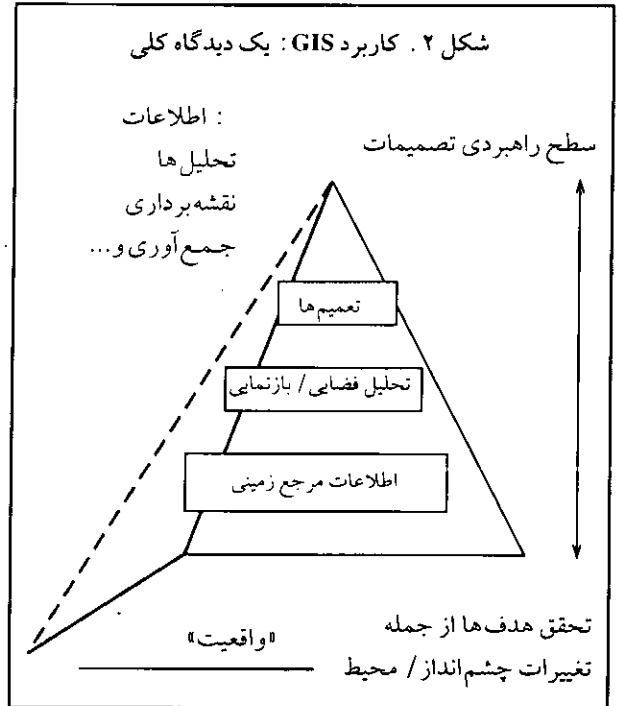 شکل ۲ . کاربرد GIS : یک دیدگاه کلی
: اطلاعات
تحلیل‌ها
نقشه‌برداری
جمع‌آوری و...
سطح راهبردی تصمیمات
تعمیم‌ها
تحلیل فضایی / بازنمایی
اطلاعات مرجع زمینی
تحقق هدف‌ها از جمله
تغییرات چشم‌انداز / محیط
«واقعیت»